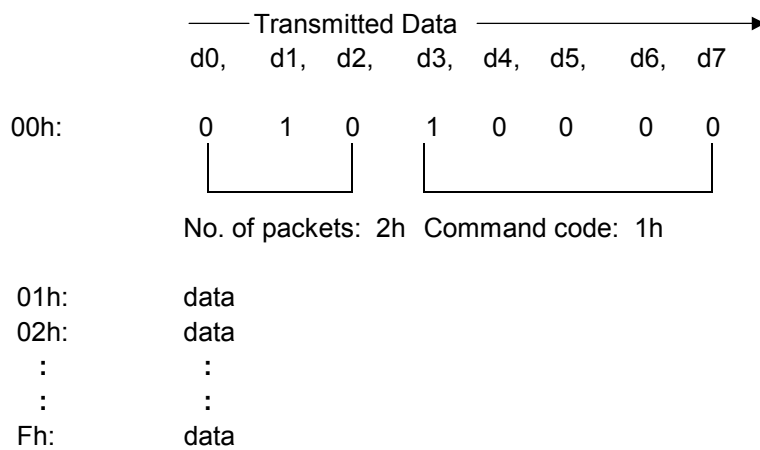 Transmitted Data
d0, d1, d2, d3, d4, d5, d6, d7
00h: 0 1 0 1 0 0 0 0
No. of packets: 2h Command code: 1h
01h: data
02h: data
: :
: :
Fh: data